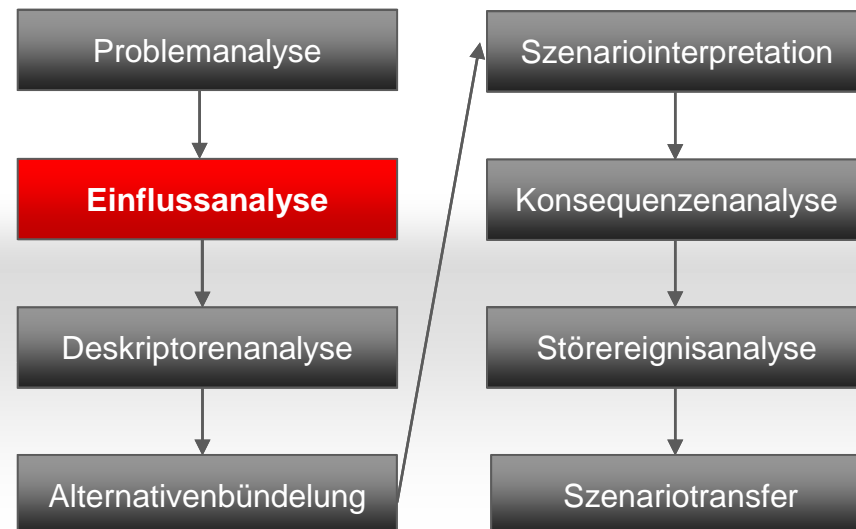 Problemanalyse
Einflussanalyse
Deskriptorenanalyse
Alternativenbündelung
Szenariointerpretation
Konsequenzenanalyse
Störereignisanalyse
Szenariotransfer